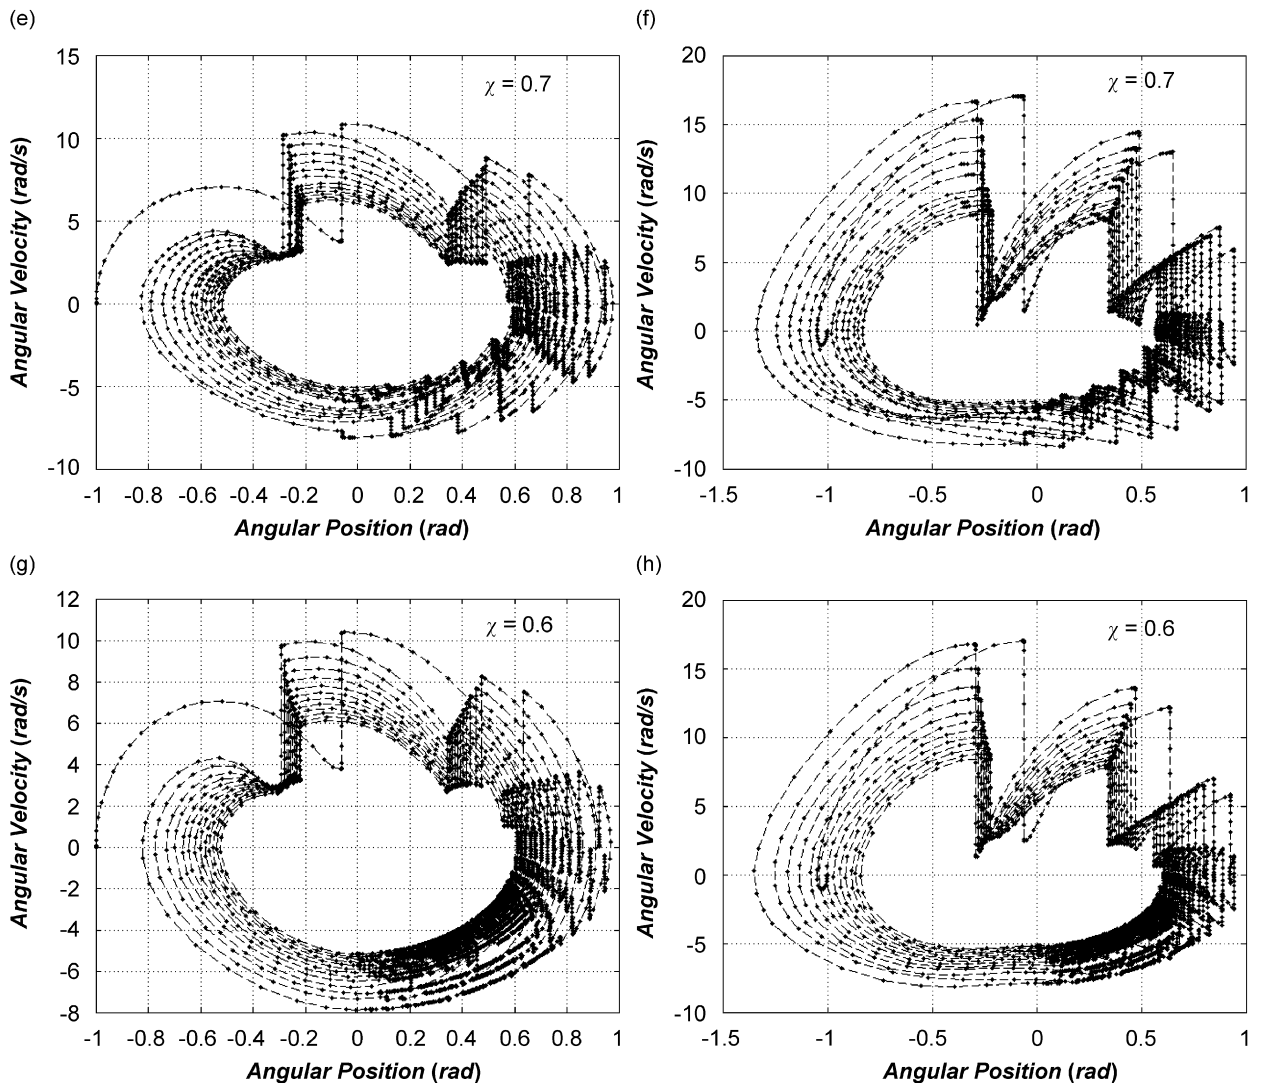 (e)
(f)
15
10
5
0
-5
-10
χ = 0.7
Angular Velocity (rad/s)
-1 -0.8 -0.6 -0.4 -0.2 0 0.2 0.4 0.6 0.8 1
Angular Position (rad)
20
15
10
5
0
-5
-10
χ = 0.7
Angular Velocity (rad/s)
-1.5 -1 -0.5 0 0.5 1
Angular Position (rad)
(g)
(h)
12
10
8
6
4
2
0
-2
-4
-6
-8
χ = 0.6
Angular Velocity (rad/s)
-1 -0.8 -0.6 -0.4 -0.2 0 0.2 0.4 0.6 0.8 1
Angular Position (rad)
20
15
10
5
0
-5
-10
χ = 0.6
Angular Velocity (rad/s)
-1.5 -1 -0.5 0 0.5 1
Angular Position (rad)